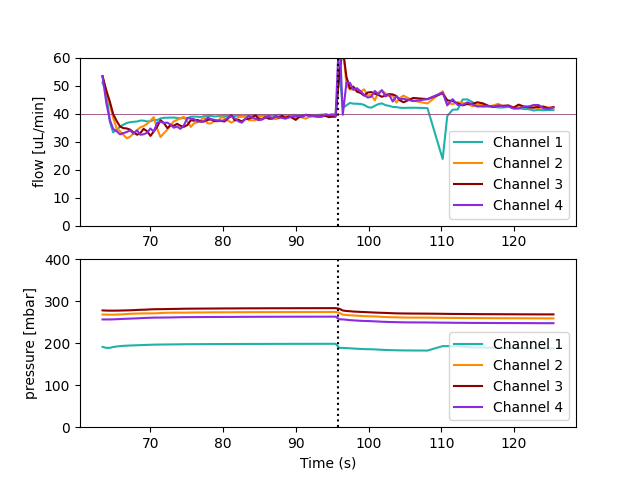 flow [uL/min]
60
50
40
30
20
10
0
70 80 90 100 110 120
Channel 1
Channel 2
Channel 3
Channel 4
pressure [mbar]
400
300
200
100
0
70 80 90 100 110 120
Channel 1
Channel 2
Channel 3
Channel 4
Time (s)